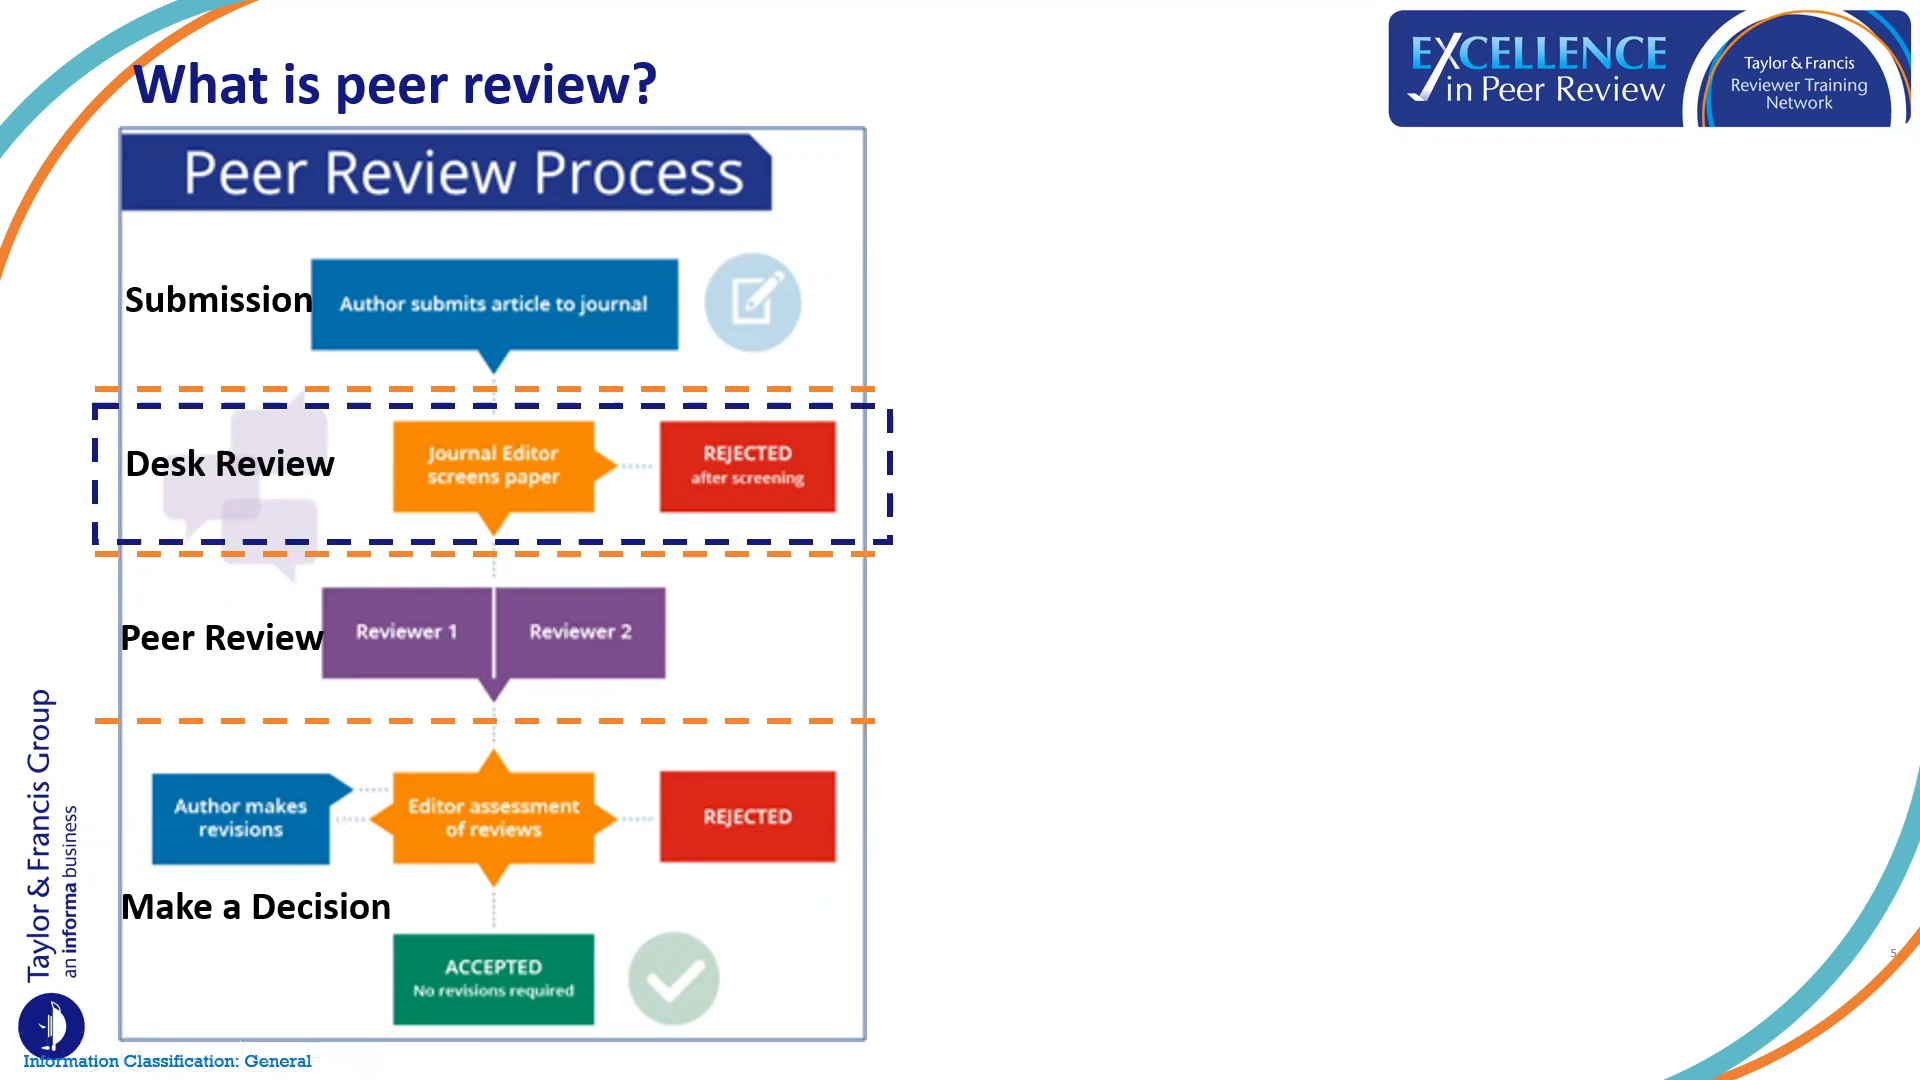 What is peer review?
EXCELLENCE
in Peer Review
Taylor & Francis
Reviewer Training
Network
Peer Review Process
Submission
Author submits article to journal
Desk Review
Journal Editor
screens paper
REJECTED
after screening
Peer Review
Reviewer 1
Reviewer 2
Author makes
revisions
Editor assessment
of reviews
REJECTED
Make a Decision
ACCEPTED
No revisions required
Taylor & Francis Group
an informa business
5
Information Classification: General